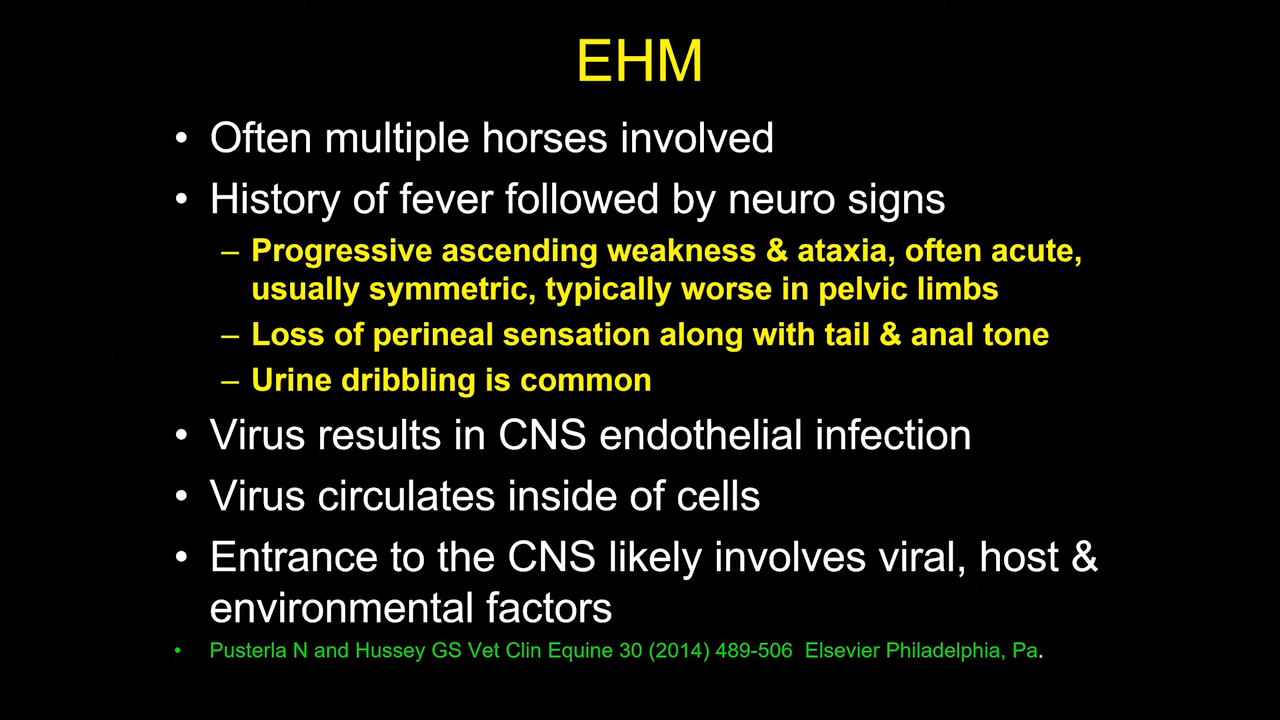 EHM
• Often multiple horses involved
• History of fever followed by neuro signs
– Progressive ascending weakness & ataxia, often acute,
usually symmetric, typically worse in pelvic limbs
– Loss of perineal sensation along with tail & anal tone
– Urine dribbling is common
• Virus results in CNS endothelial infection
• Virus circulates inside of cells
• Entrance to the CNS likely involves viral, host &
environmental factors
• Pusterla N and Hussey GS Vet Clin Equine 30 (2014) 489-506 Elsevier Philadelphia, Pa.